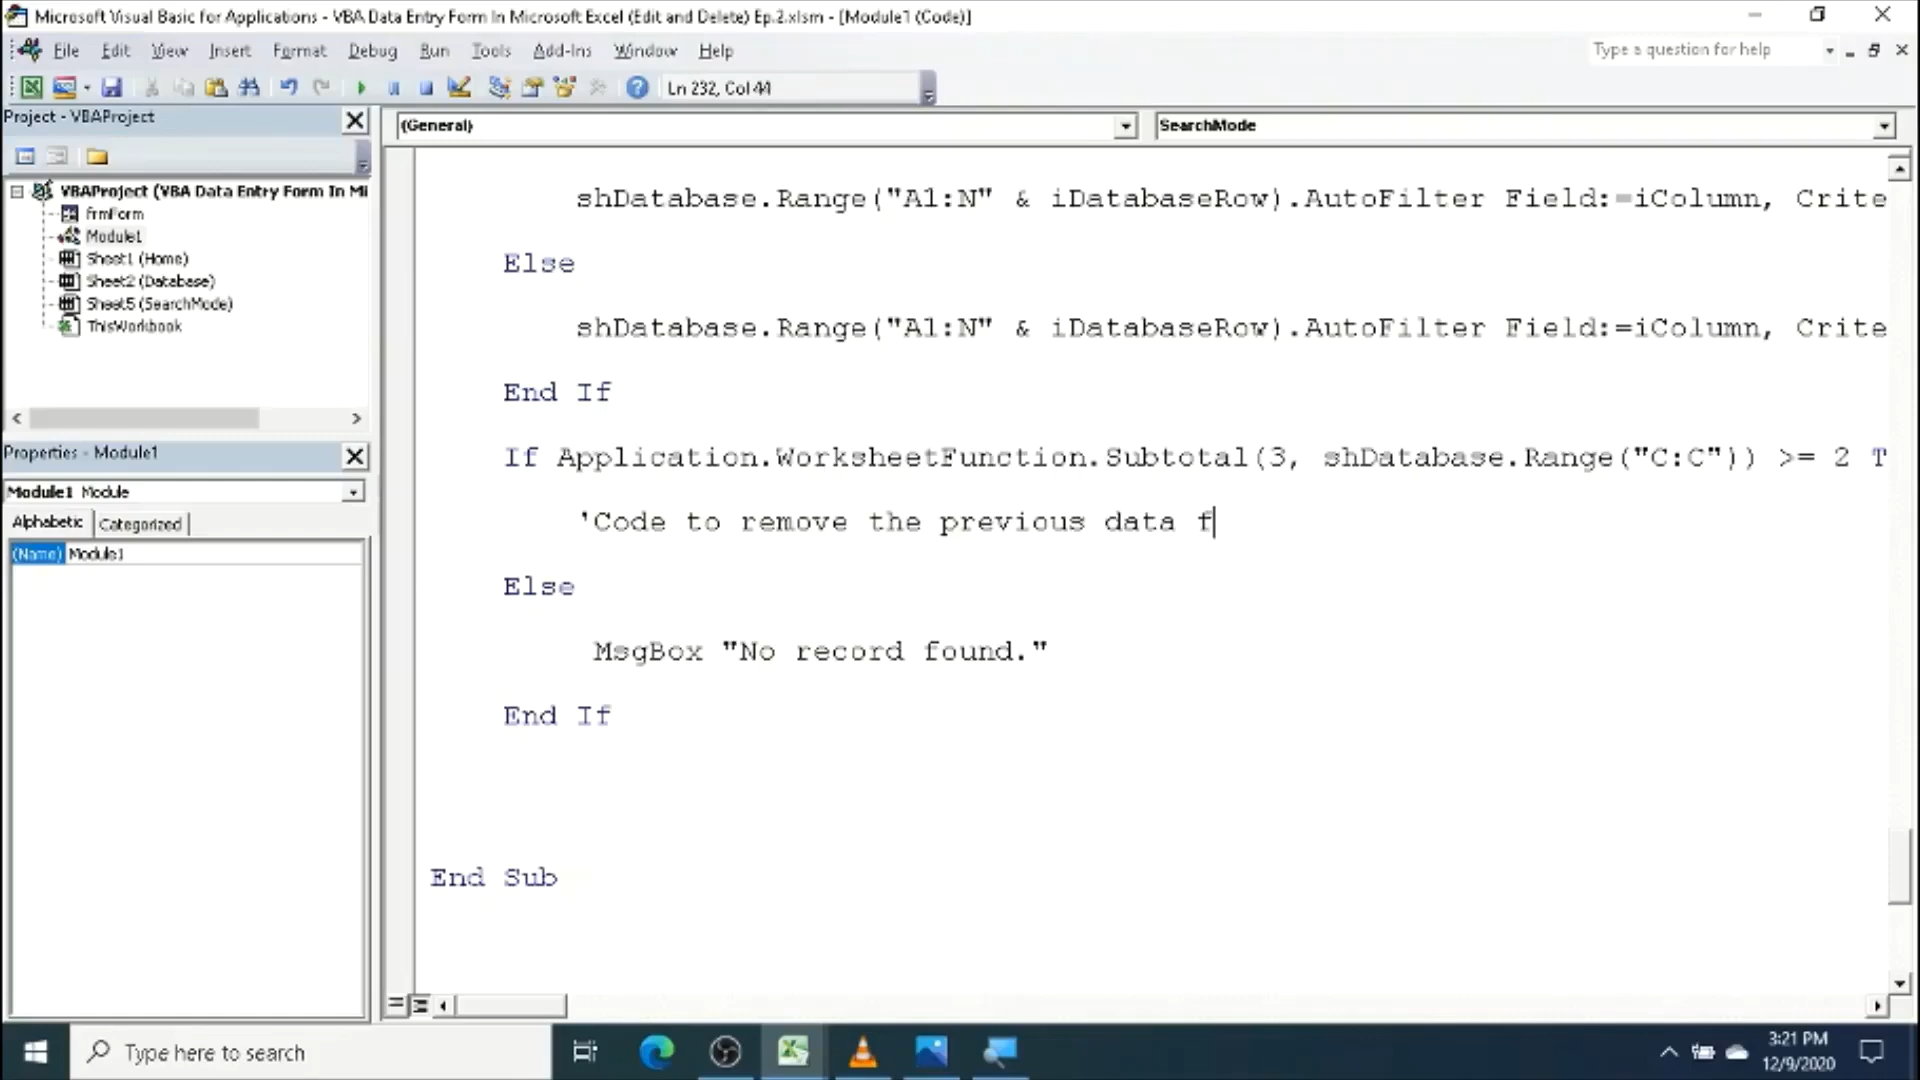 Microsoft Visual Basic for Applications - VBA Data Entry Form In Microsoft Excel (Edit and Delete) Ep.2.xlsm - [Module1 (Code)]
File Edit View Insert Format Debug Run Tools Add-Ins Window Help
Type a question for help
Ln 232, Col 44
Project - VBAProject
(General)
SearchMode
VBAProject (VBA Data Entry Form In Mi
frmForm
Module1
Sheet1 (Home)
Sheet2 (Database)
Sheet5 (SearchMode)
ThisWorkbook
Properties - Module1
Module1 Module
Alphabetic Categorized
(Name) Module1
shDatabase.Range("A1:N" & iDatabaseRow).AutoFilter Field:=iColumn, Crite
Else
shDatabase.Range("A1:N" & iDatabaseRow).AutoFilter Field:=iColumn, Crite
End If
If Application.WorksheetFunction.Subtotal(3, shDatabase.Range("C:C")) >= 2 T
'Code to remove the previous data f
Else
MsgBox "No record found."
End If
End Sub
Type here to search
3:21 PM
12/9/2020